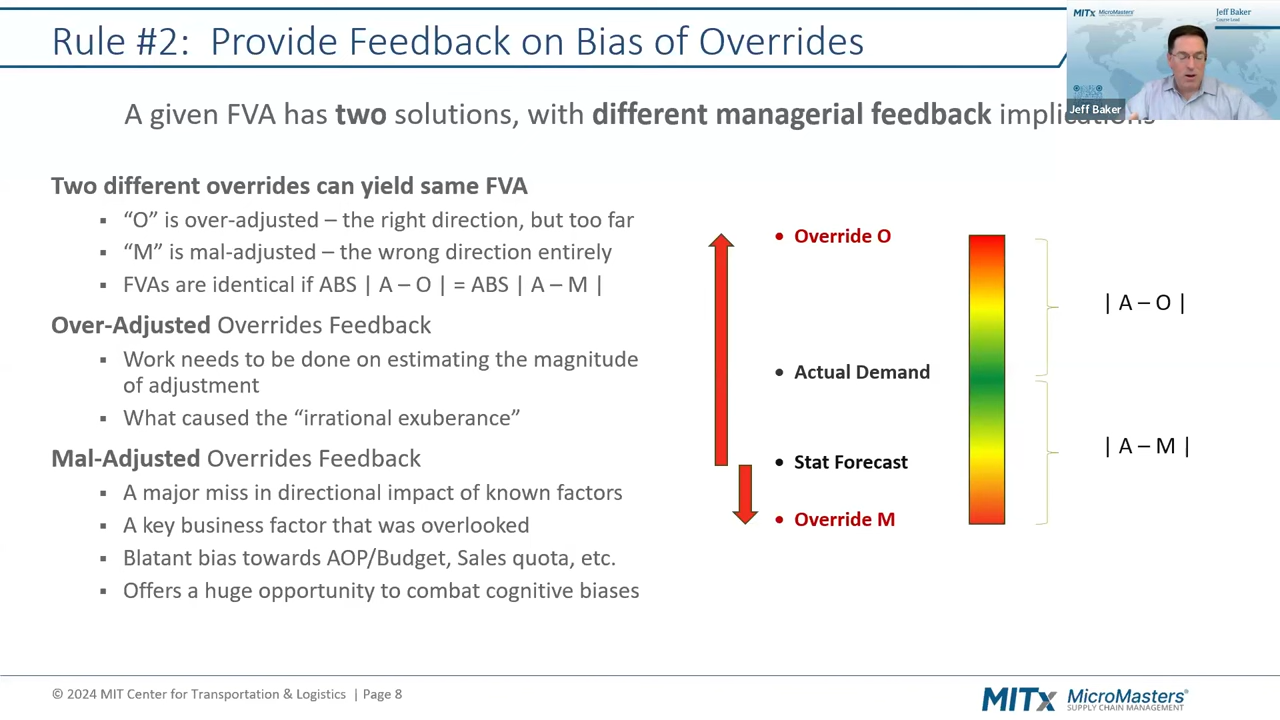 Rule #2: Provide Feedback on Bias of Overrides
MITx MicroMasters
Jeff Baker
Course Lead
Jeff Baker
A given FVA has two solutions, with different managerial feedback implications
Two different overrides can yield same FVA
▪ “O” is over-adjusted – the right direction, but too far
▪ “M” is mal-adjusted – the wrong direction entirely
▪ FVAs are identical if ABS | A – O | = ABS | A – M |
Over-Adjusted Overrides Feedback
▪ Work needs to be done on estimating the magnitude
of adjustment
▪ What caused the “irrational exuberance”
Mal-Adjusted Overrides Feedback
▪ A major miss in directional impact of known factors
▪ A key business factor that was overlooked
▪ Blatant bias towards AOP/Budget, Sales quota, etc.
▪ Offers a huge opportunity to combat cognitive biases
• Override O
• Actual Demand
• Stat Forecast
• Override M
| A – O |
| A – M |
© 2024 MIT Center for Transportation & Logistics | Page 8
MITx MicroMasters®
SUPPLY CHAIN MANAGEMENT